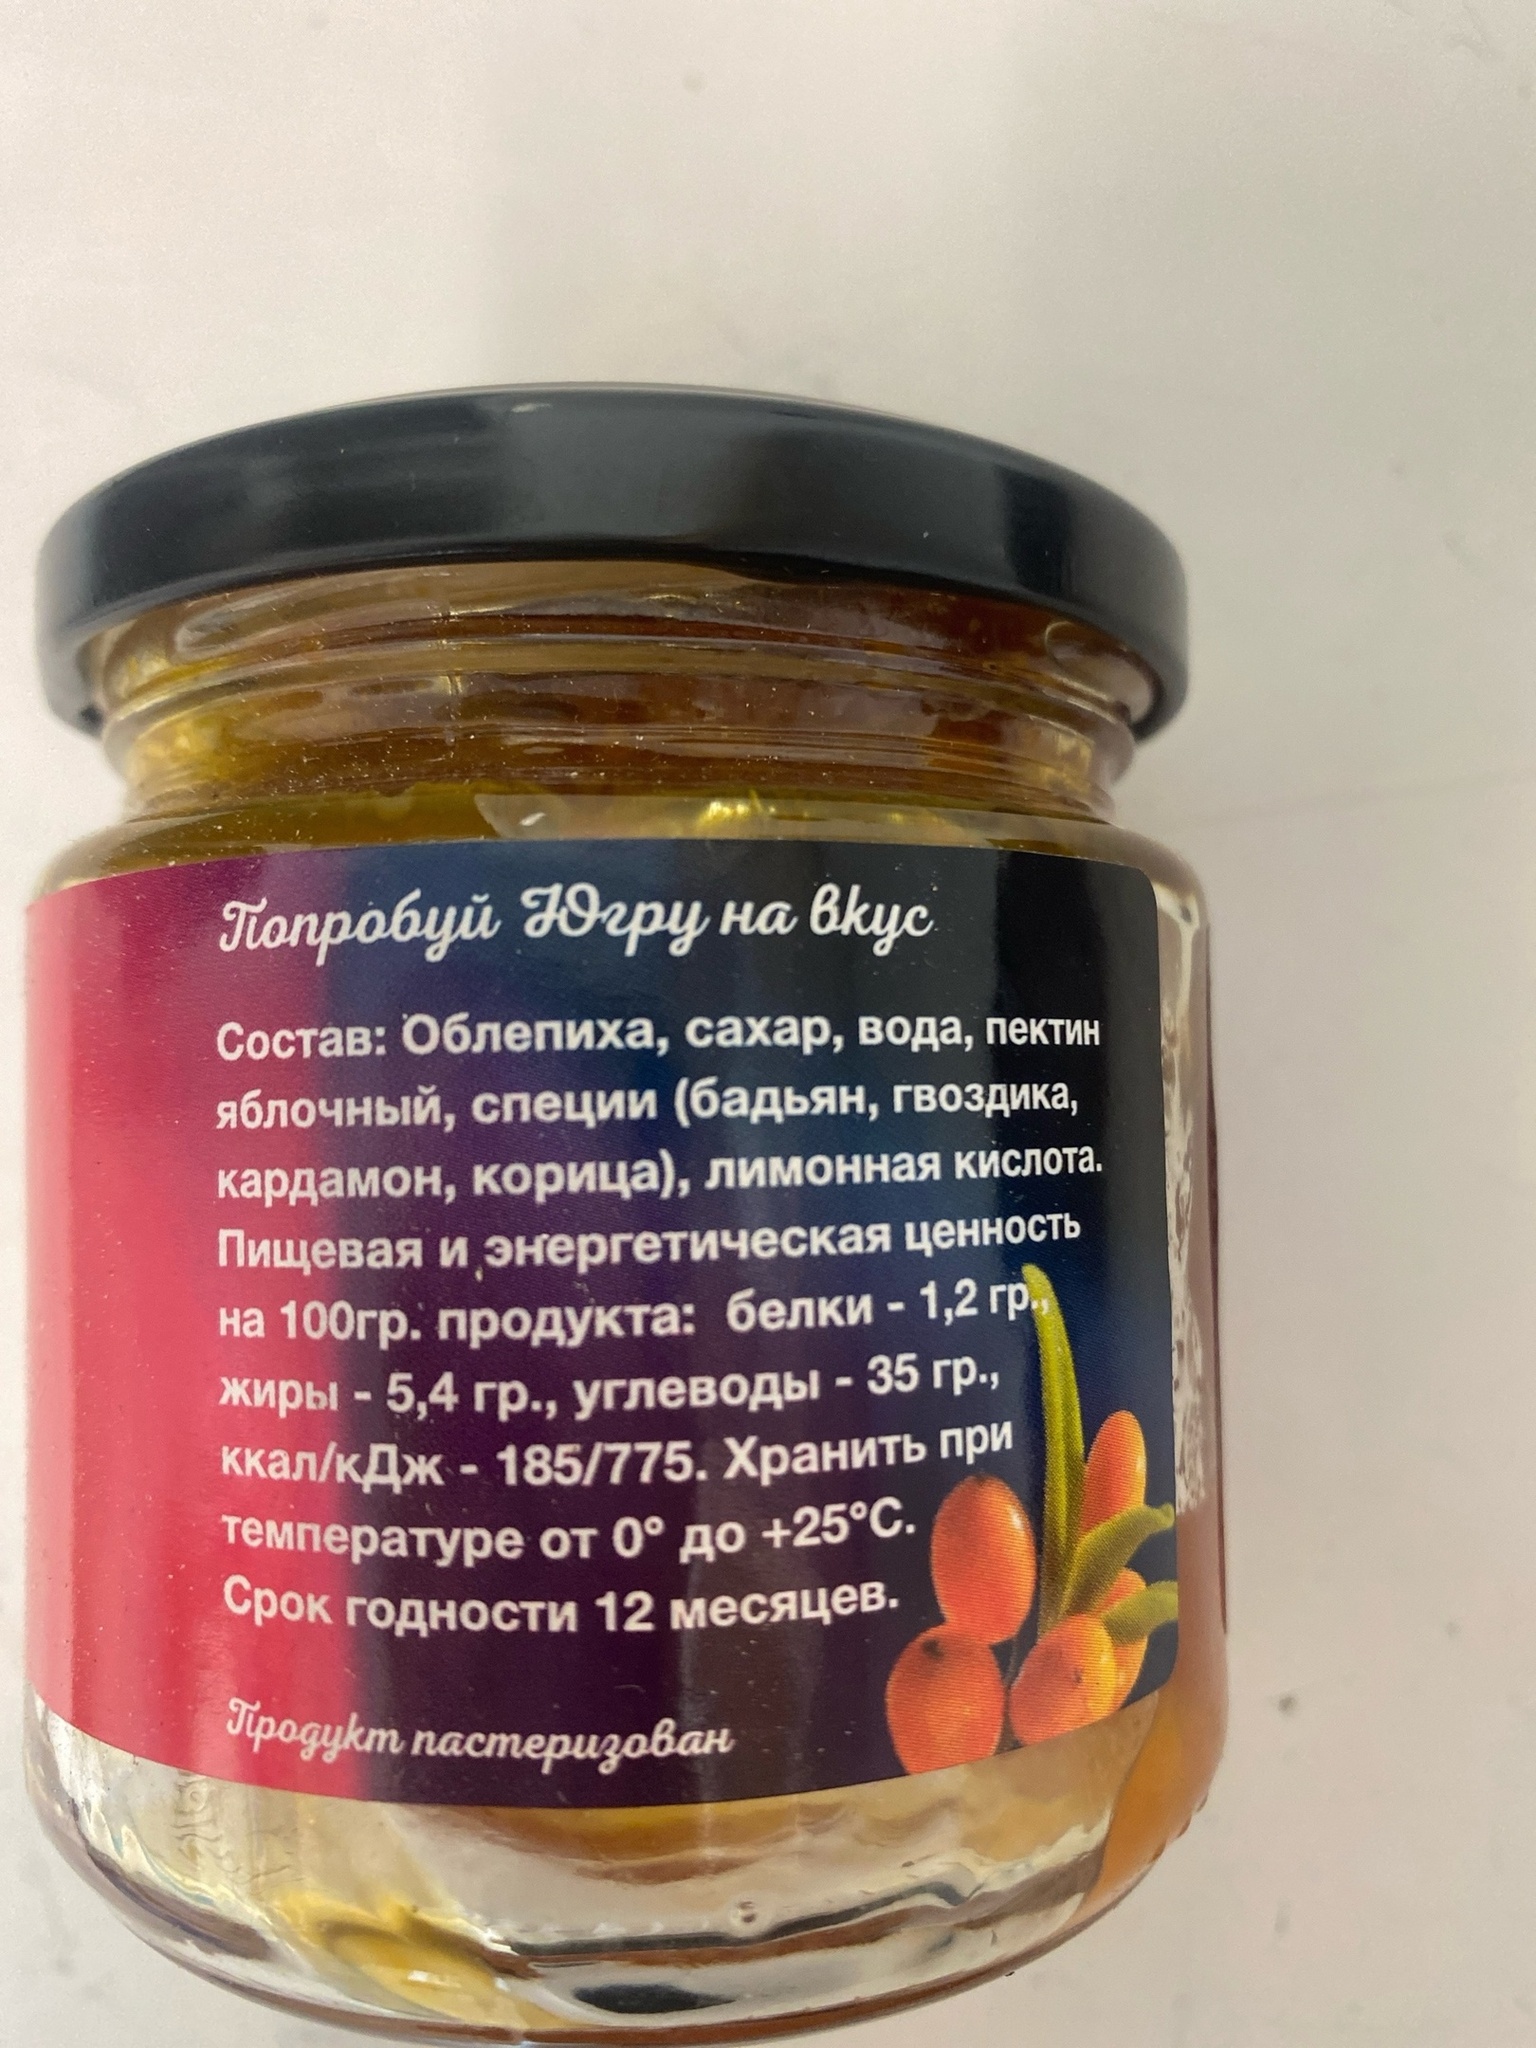 Попробуй Югру на вкус
Состав: Облепиха, сахар, вода, пектин
яблочный, специи (бадьян, гвоздика,
кардамон, корица), лимонная кислота.
Пищевая и энергетическая ценность
на 100гр. продукта: белки - 1,2 гр.,
жиры - 5,4 гр., углеводы - 35 гр.,
ккал/кДж - 185/775. Хранить при
температуре от 0° до +25°С.
Срок годности 12 месяцев.
Продукт пастеризован